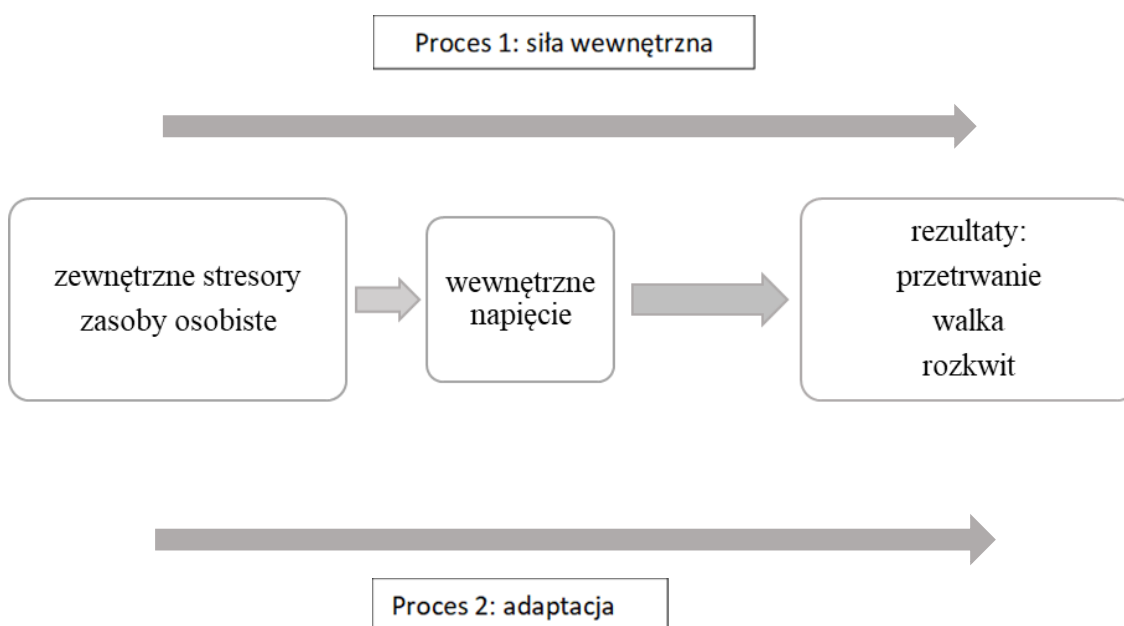 Proces 1: siła wewnętrzna
zewnętrzne stresory
zasoby osobiste
wewnętrzne
napięcie
rezultaty:
przetrwanie
walka
rozkwit
Proces 2: adaptacja